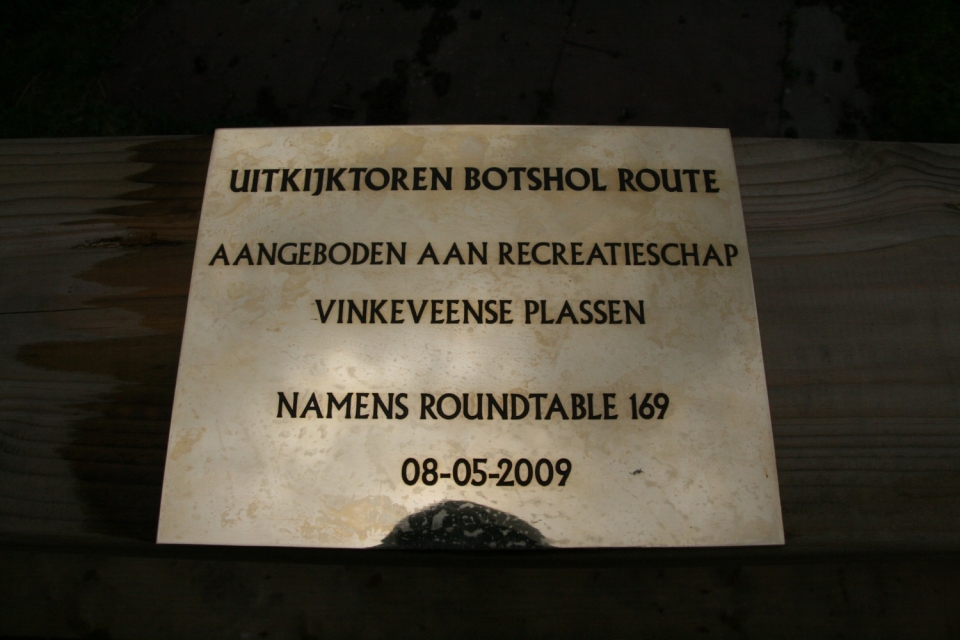 UITKIJKTOREN BOTSHOL ROUTE
AANGEBODEN AAN RECREATIESCHAP
VINKEVEENSE PLASSEN
NAMENS ROUNDTABLE 169
08-05-2009